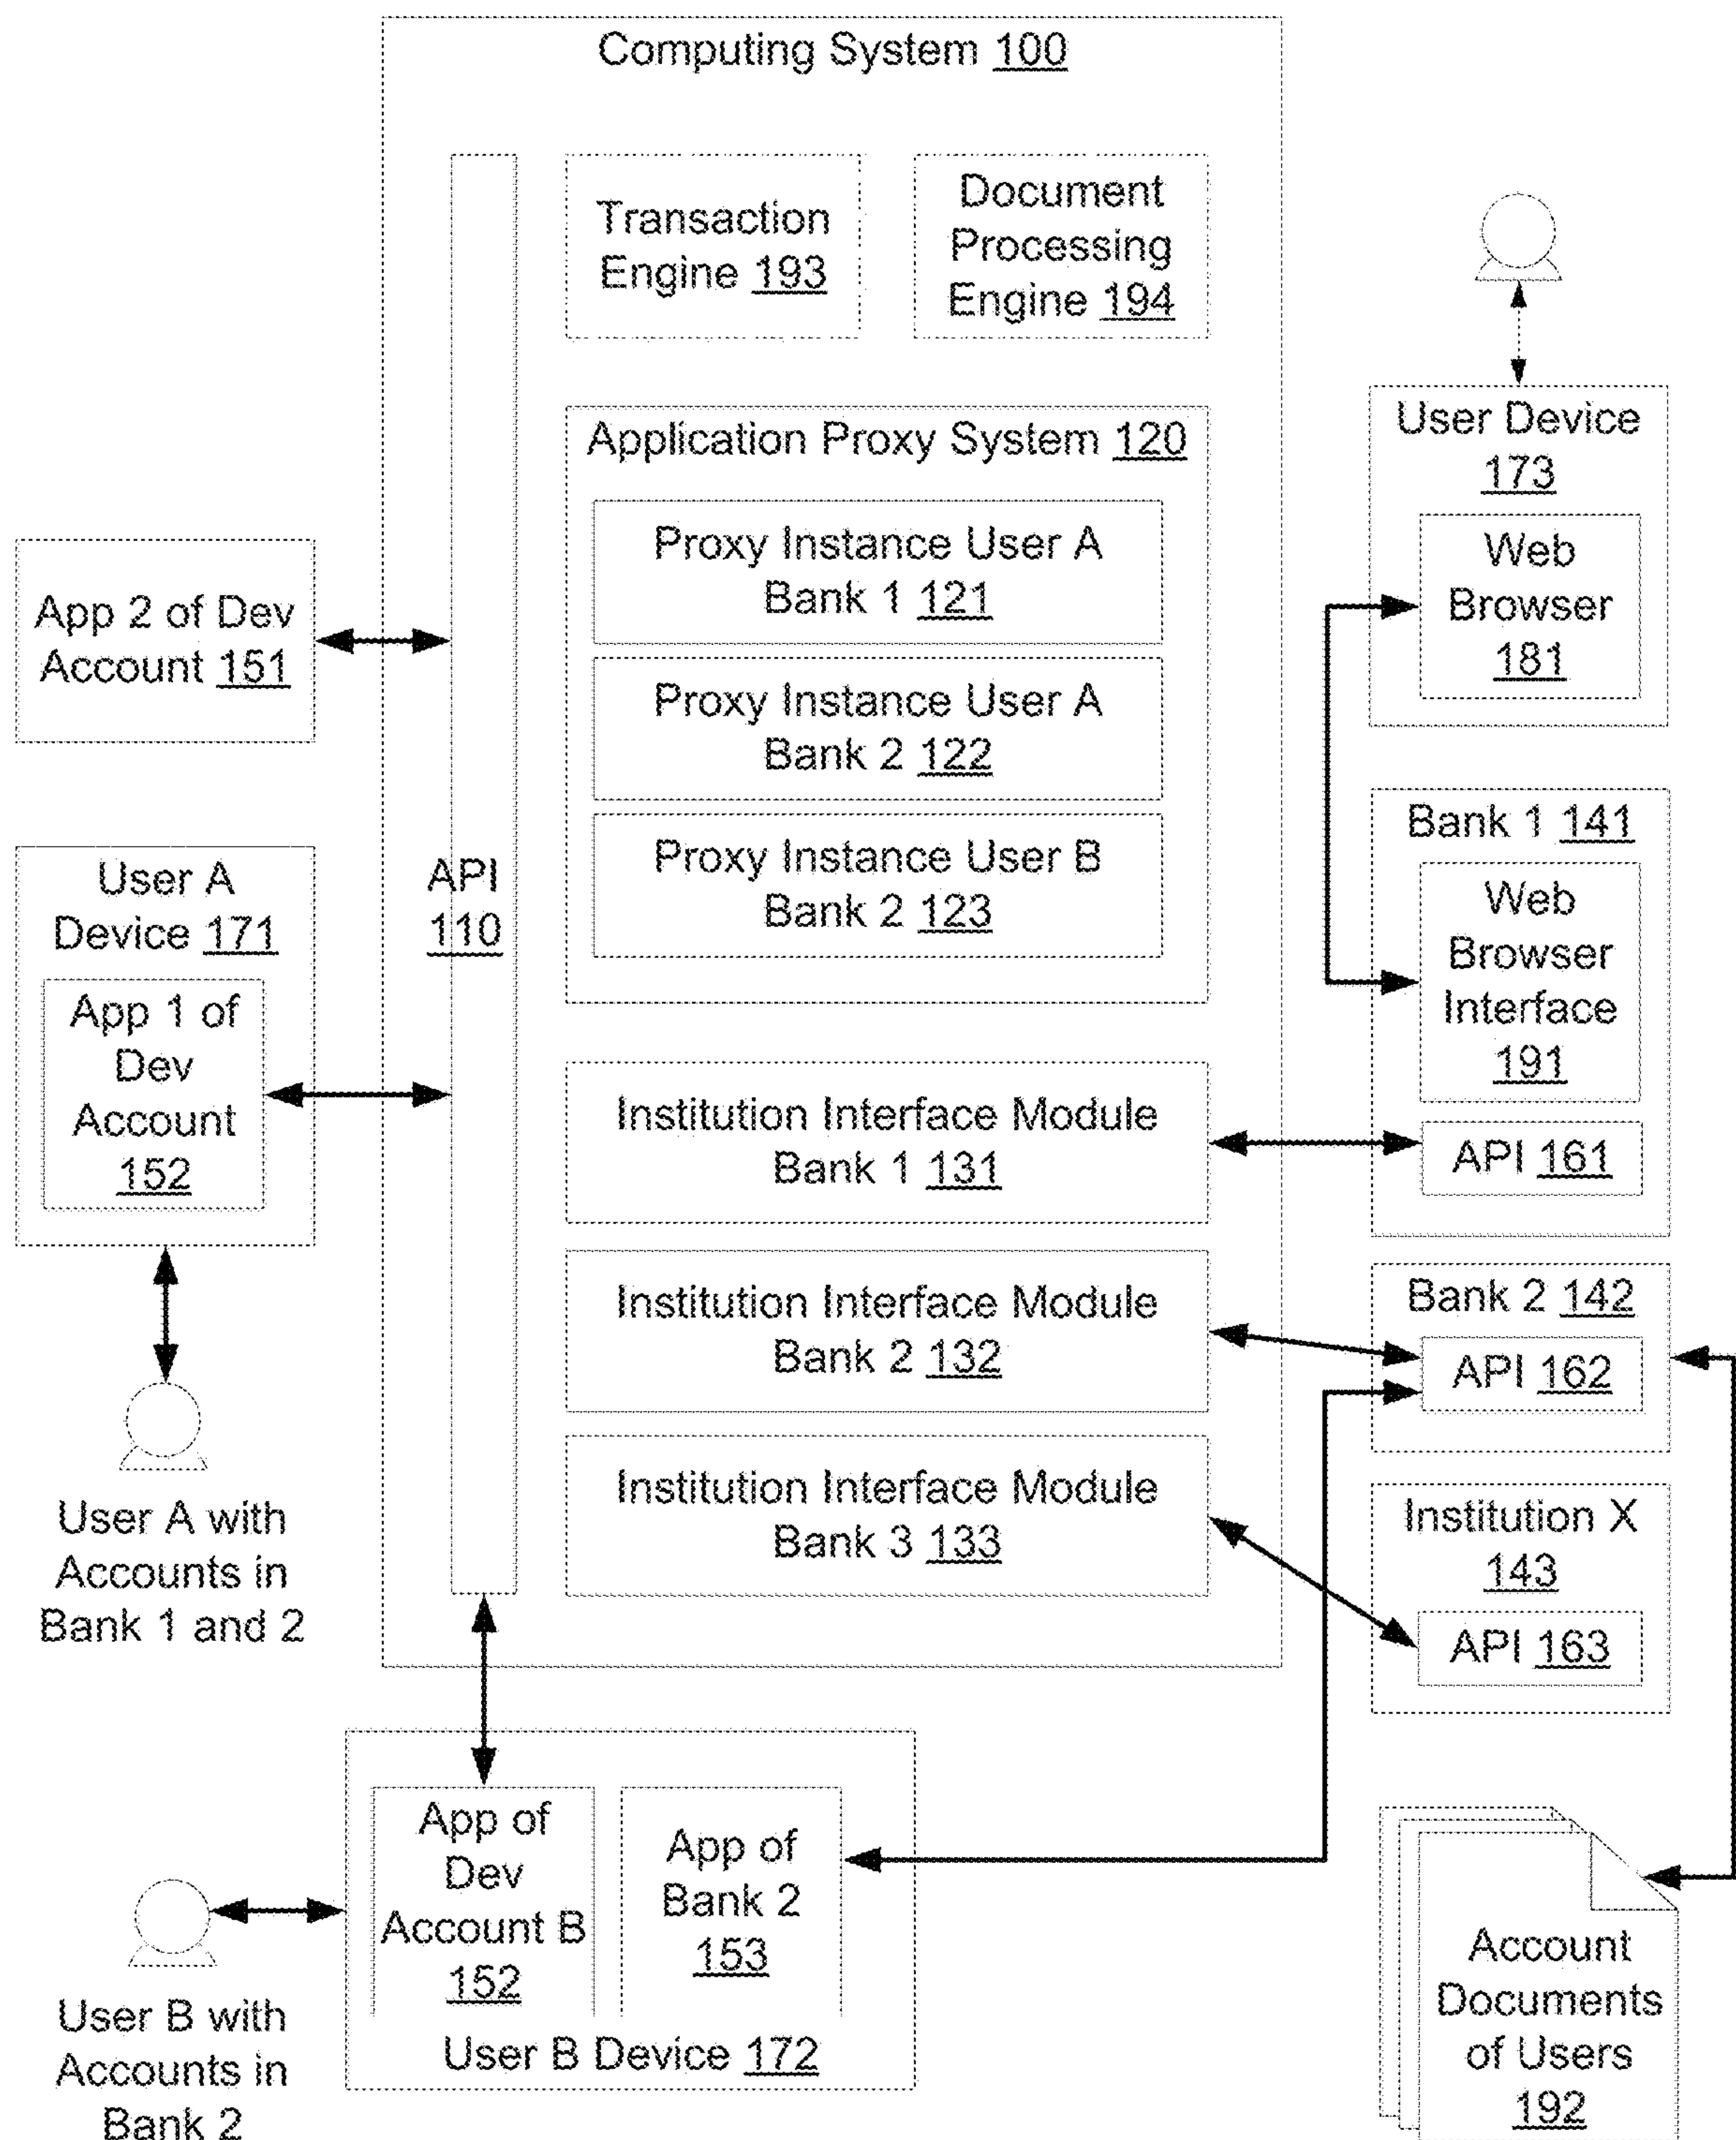 Computing System 100
Transaction
Engine 193
Document
Processing
Engine 194
Application Proxy System 120
Proxy Instance User A
Bank 1 121
Proxy Instance User A
Bank 2 122
Proxy Instance User B
Bank 2 123
Institution Interface Module
Bank 1 131
Institution Interface Module
Bank 2 132
Institution Interface Module
Bank 3 133
API
110
App 2 of Dev
Account 151
User A
Device 171
App 1 of
Dev
Account
152
User A with
Accounts in
Bank 1 and 2
User Device
173
Web
Browser
181
Bank 1 141
Web
Browser
Interface
191
API 161
Bank 2 142
API 162
Institution X
143
API 163
App of
Dev
Account B
152
App of
Bank 2
153
User B Device 172
User B with
Accounts in
Bank 2
Account
Documents
of Users
192